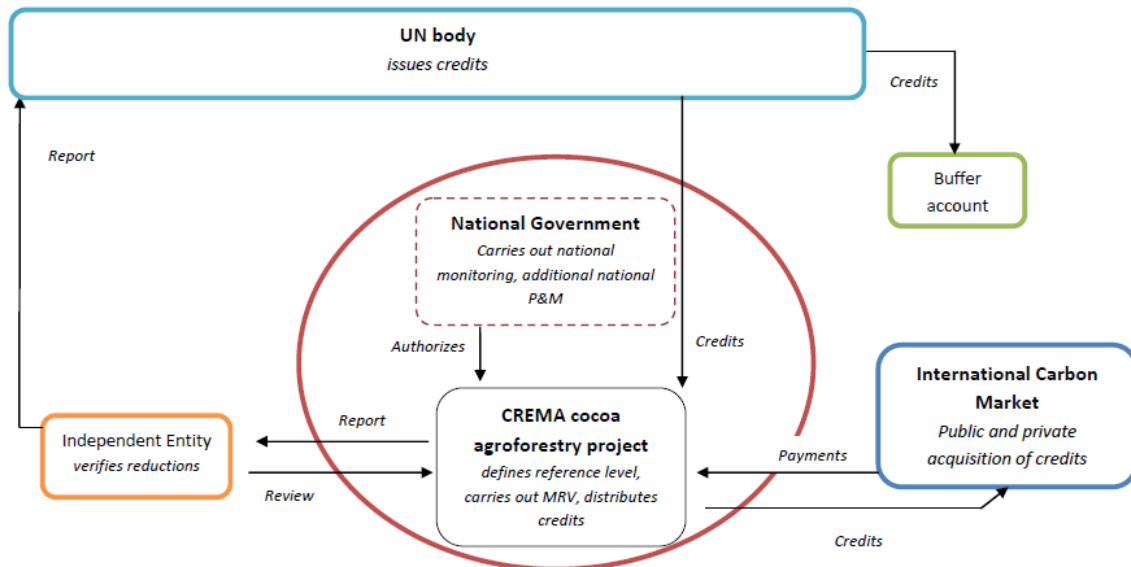 UN body
issues credits
Credits
Report
Buffer
account
National Government
Carries out national
monitoring, additional national
P&M
Authorizes
Credits
International Carbon
Market
Public and private
acquisition of credits
CREMA cocoa
agroforestry project
defines reference level,
carries out MRV, distributes
credits
Report
Independent Entity
verifies reductions
Review
Payments
Credits